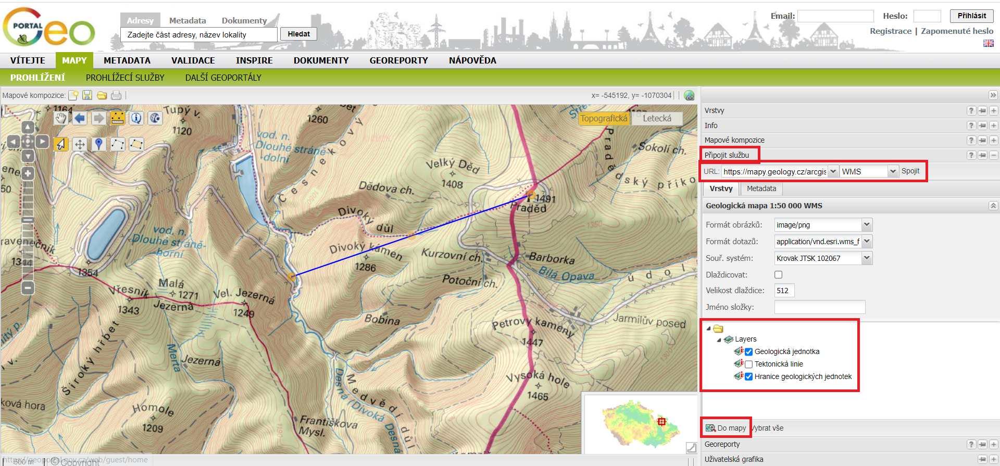 PORTAL
Geo
Adresy Metadata Dokumenty
Zadejte část adresy, název lokality Hledat
Email: Heslo: Přihlásit
Registrace | Zapomenuté heslo
VÍTEJTE MAPY METADATA VALIDACE INSPIRE DOKUMENTY GEOREPORTY NÁPOVĚDA
PROHLÍŽENÍ PROHLÍŽECÍ SLUŽBY DALŠÍ GEOPORTÁLY
Mapové kompozice:
x= -545192, y= -1070304
Topografická Letecká
1164
Tupý v.
1120
1260
vod. n.
Dlouhé stráně
-dolní
Česnekový
Velký Děd
1408
Dědova ch.
Sokolí ch.
Praděd
1491
1350
Divoký důl
Divoký kámen
1286
Kurzovní ch.
Barborka
Bílá Opava
Potoční ch.
vod. n.
Dlouhé stráně-
-horní
1344
1354
Vřesník
1343
Malá
1271
Jezerná
Vel. Jezerná
1249
Bobína
Petrovy kameny
1447
Jarmilův posed
1300
Široký hřbet
Merta
Jezerná
Desná/Divoká
Desná
Medvědí důl
Vysoká hole
1465
ková hora
Homole
1209
Františkova
Mysl.
https://geoportal.gov.cz/web/guest/home
500 m
© Copyright
Vrstvy
Info
Mapové kompozice
Připojit službu
URL: https://mapy.geology.cz/arcgis WMS Spojit
Vrstvy Metadata
Geologická mapa 1:50 000 WMS
Formát obrázků: image/png
Formát dotazů: application/vnd.esri.wms_f
Souř. systém: Krovak JTSK 102067
Dlaždicovat:
Velikost dlaždice: 512
Jméno složky:
Layers
Geologická jednotka
Tektonická linie
Hranice geologických jednotek
Do mapy Vybrat vše
Georeporty
Uživatelská grafika